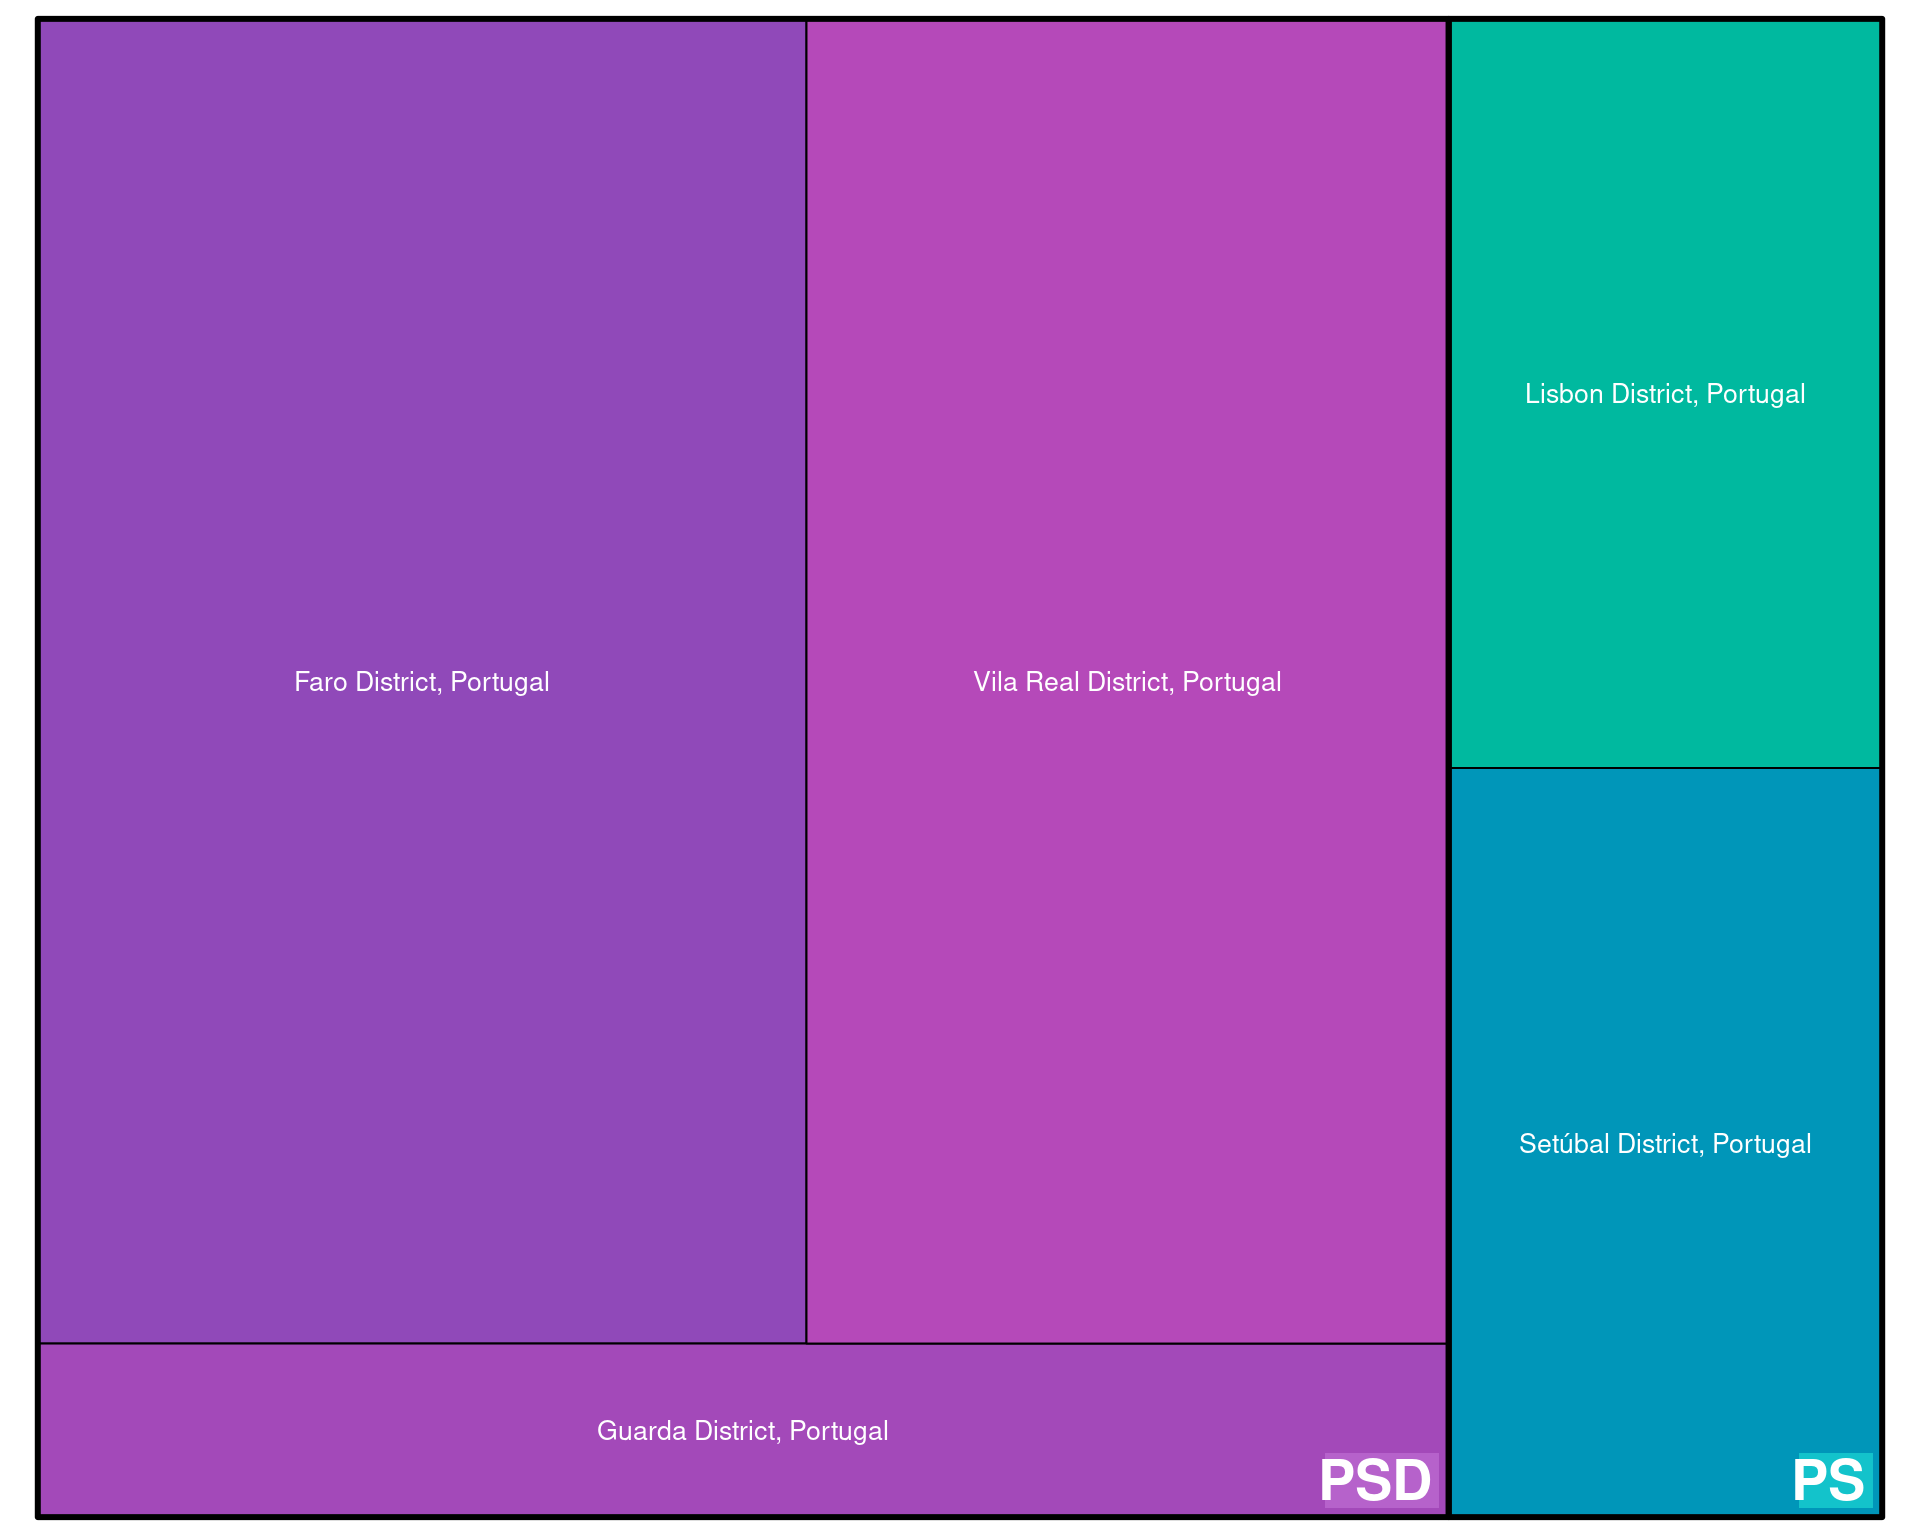 Faro District, Portugal
Vila Real District, Portugal
Guarda District, Portugal
PSD
Lisbon District, Portugal
Setúbal District, Portugal
PS